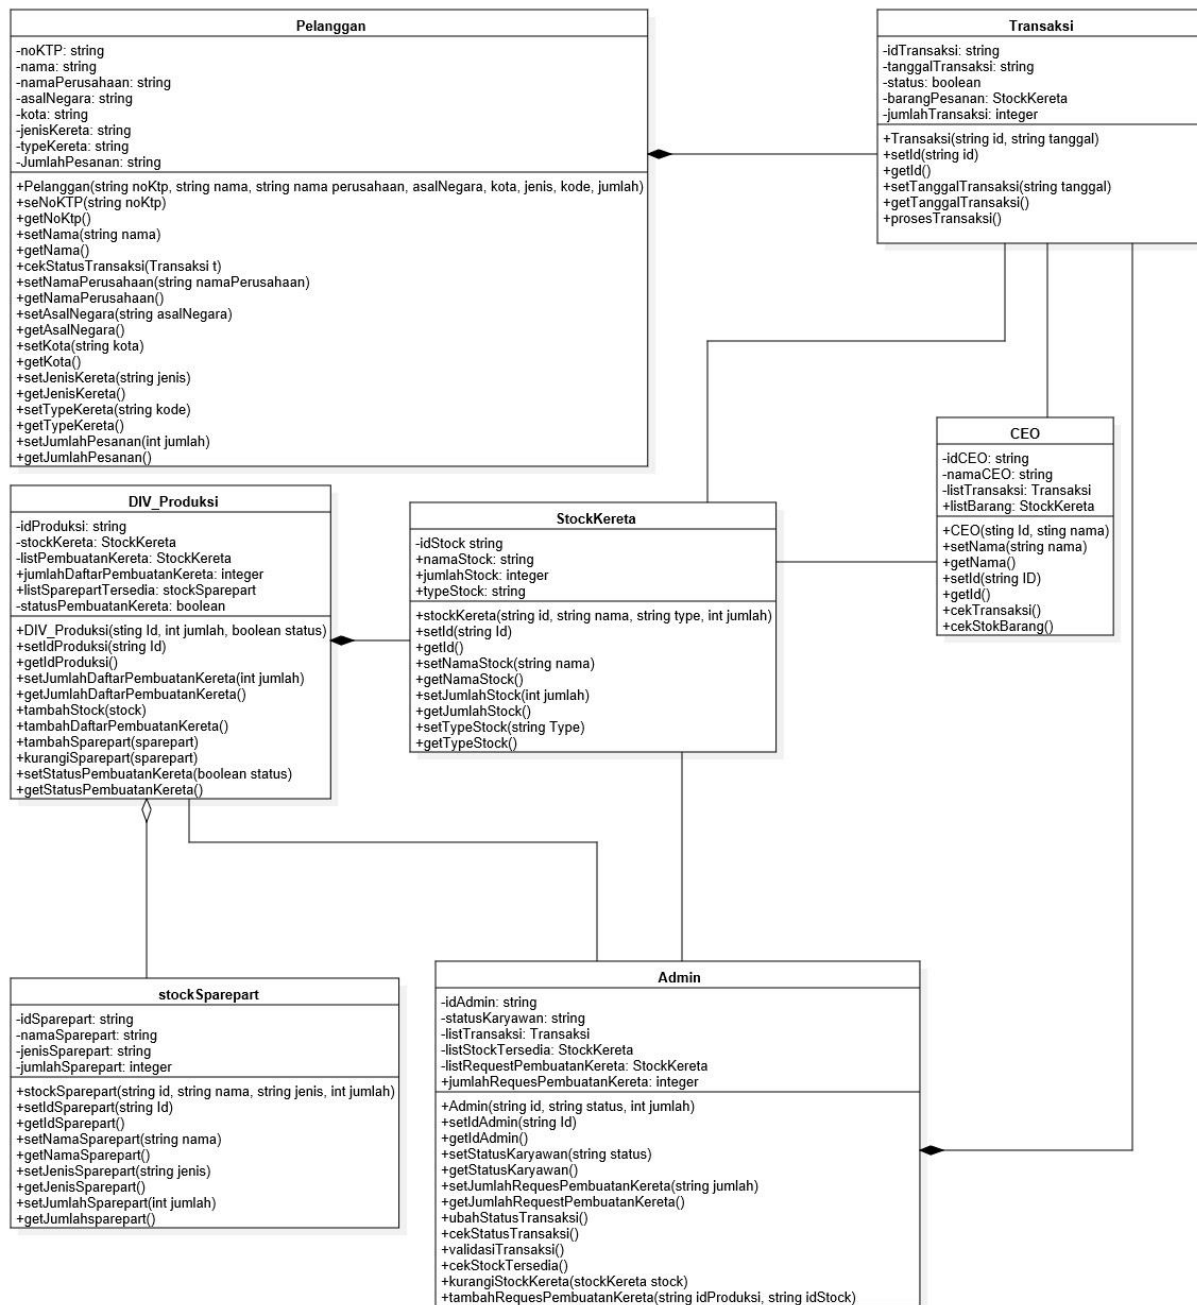 Pelanggan
-noKTP: string
-nama: string
-namaPerusahaan: string
-asalNegara: string
-kota: string
-jenisKereta: string
-typeKereta: string
-JumlahPesanan: string
+Pelanggan(string noKtp, string nama, string nama perusahaan, asalNegara, kota, jenis, kode, jumlah)
+seNoKTP(string noKtp)
+getNoKtp()
+setNama(string nama)
+getNama()
+cekStatusTransaksi(Transaksi t)
+setNamaPerusahaan(string namaPerusahaan)
+getNamaPerusahaan()
+setAsalNegara(string asalNegara)
+getAsalNegara()
+setKota(string kota)
+getKota()
+setJenisKereta(string jenis)
+getJenisKereta()
+setTypeKereta(string kode)
+getTypeKereta()
+setJumlahPesanan(int jumlah)
+getJumlahPesanan()
Transaksi
-idTransaksi: string
-tanggalTransaksi: string
-status: boolean
-barangPesanan: StockKereta
-jumlahTransaksi: integer
+Transaksi(string id, string tanggal)
+setId(string id)
+getId()
+setTanggalTransaksi(string tanggal)
+getTanggalTransaksi()
+prosesTransaksi()
CEO
-idCEO: string
-namaCEO: string
-listTransaksi: Transaksi
+listBarang: StockKereta
+CEO(sting Id, sting nama)
+setNama(string nama)
+getNama()
+setId(string ID)
+getId()
+cekTransaksi()
+cekStokBarang()
DIV_Produksi
-idProduksi: string
-stockKereta: StockKereta
-listPembuatanKereta: StockKereta
+jumlahDaftarPembuatanKereta: integer
+listSparepartTersedia: stockSparepart
-statusPembuatanKereta: boolean
+DIV_Produksi(sting Id, int jumlah, boolean status)
+setIdProduksi(string Id)
+getIdProduksi()
+setJumlahDaftarPembuatanKereta(int jumlah)
+getJumlahDaftarPembuatanKereta()
+tambahStock(stock)
+tambahDaftarPembuatanKereta()
+tambahSparepart(sparepart)
+kurangiSparepart(sparepart)
+setStatusPembuatanKereta(boolean status)
+getStatusPembuatanKereta()
StockKereta
-idStock string
+namaStock: string
+jumlahStock: integer
+typeStock: string
+stockKereta(string id, string nama, string type, int jumlah)
+setId(string Id)
+getId()
+setNamaStock(string nama)
+getNamaStock()
+setJumlahStock(int jumlah)
+getJumlahStock()
+setTypeStock(string Type)
+getTypeStock()
stockSparepart
-idSparepart: string
-namaSparepart: string
-jenisSparepart: string
-jumlahSparepart: integer
+stockSparepart(string id, string nama, string jenis, int jumlah)
+setIdSparepart(string Id)
+getIdSparepart()
+setNamaSparepart(string nama)
+getNamaSparepart()
+setJenisSparepart(string jenis)
+getJenisSparepart()
+setJumlahSparepart(int jumlah)
+getJumlahsparepart()
Admin
-idAdmin: string
-statusKaryawan: string
-listTransaksi: Transaksi
-listStockTersedia: StockKereta
-listRequestPembuatanKereta: StockKereta
+jumlahRequesPembuatanKereta: integer
+Admin(string id, string status, int jumlah)
+setIdAdmin(string Id)
+getIdAdmin()
+setStatusKaryawan(string status)
+getStatusKaryawan()
+setJumlahRequesPembuatanKereta(string jumlah)
+getJumlahRequestPembuatanKereta()
+ubahStatusTransaksi()
+cekStatusTransaksi()
+validasiTransaksi()
+cekStockTersedia()
+kurangiStockKereta(stockKereta stock)
+tambahRequesPembuatanKereta(string idProduksi, string idStock)